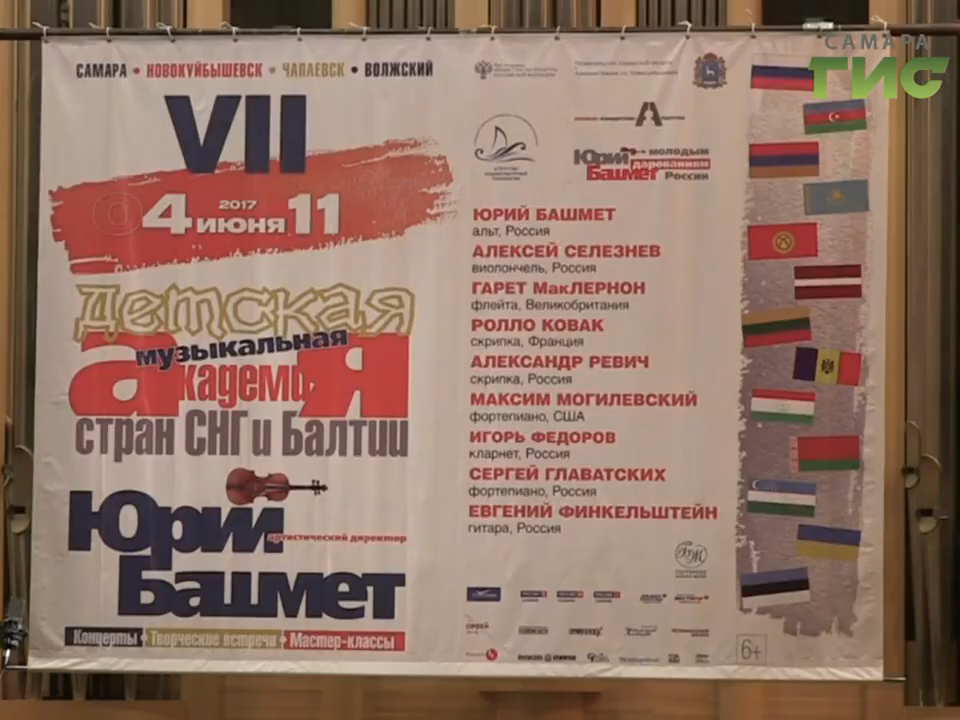 САМАРА
ГИС
САМАРА • НОВОКУЙБЫШЕВСК • ЧАПАЕВСК • ВОЛЖСКИЙ
VII
4 2017 июня 11
детская
музыкальная
академия
стран СНГ и Балтии
Юрий
артистический директор
Башмет
Концерты • Творческие встречи • Мастер-классы
Юрий Башмет
молодым
дарованиям
России
ЮРИЙ БАШМЕТ
альт, Россия
АЛЕКСЕЙ СЕЛЕЗНЕВ
виолончель, Россия
ГАРЕТ МакЛЕРНОН
флейта, Великобритания
РОЛЛО КОВАК
скрипка, Франция
АЛЕКСАНДР РЕВИЧ
скрипка, Россия
МАКСИМ МОГИЛЕВСКИЙ
фортепиано, США
ИГОРЬ ФЕДОРОВ
кларнет, Россия
СЕРГЕЙ ГЛАВАТСКИХ
фортепиано, Россия
ЕВГЕНИЙ ФИНКЕЛЬШТЕЙН
гитара, Россия
6+